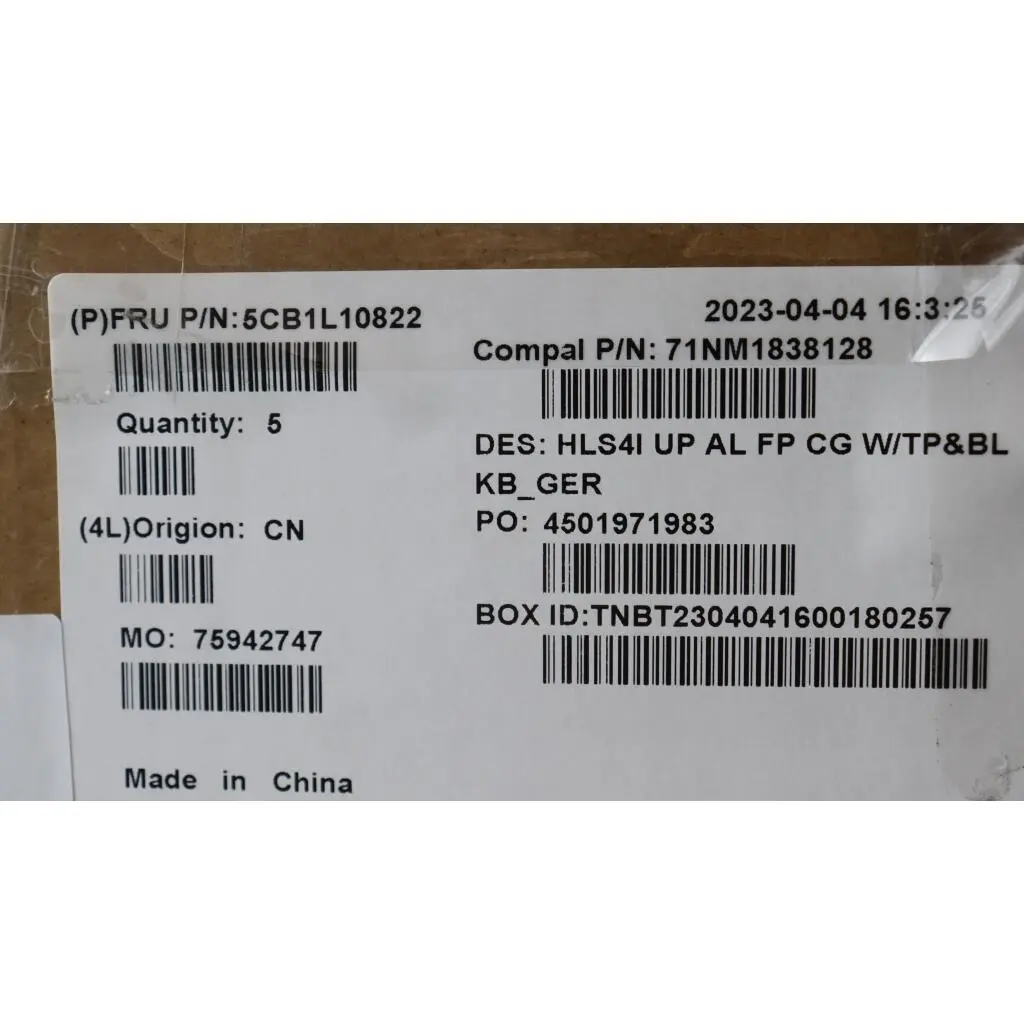 (P)FRU P/N:5CB1L10822
2023-04-04 16:3:25
Compal P/N: 71NM1838128
Quantity: 5
DES: HLS4I UP AL FP CG W/TP&BL
KB_GER
(4L)Origion: CN
PO: 4501971983
BOX ID:TNBT2304041600180257
MO: 75942747
Made in China